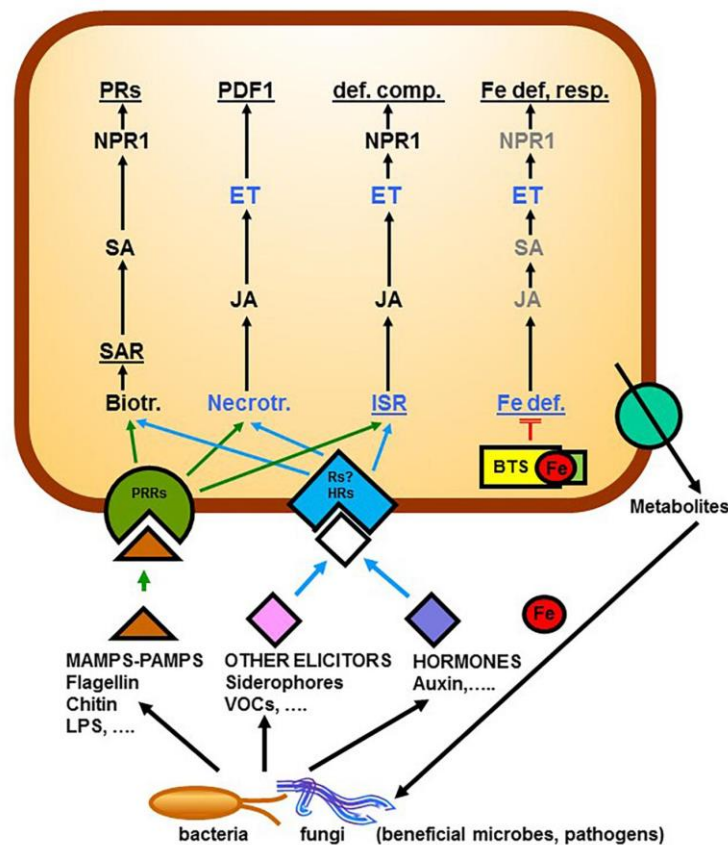 PRs PDF1 def. comp. Fe def, resp.
NPR1 NPR1 NPR1
ET ET ET
SA SA
JA JA JA
SAR
Biotr. Necrotr. ISR Fe def.
BTS Fe
PRRs
Rs?
HRs
Metabolites
Fe
MAMPS-PAMPS
Flagellin
Chitin
LPS, ....
OTHER ELICITORS
Siderophores
VOCs, ....
HORMONES
Auxin,.....
bacteria fungi (beneficial microbes, pathogens)